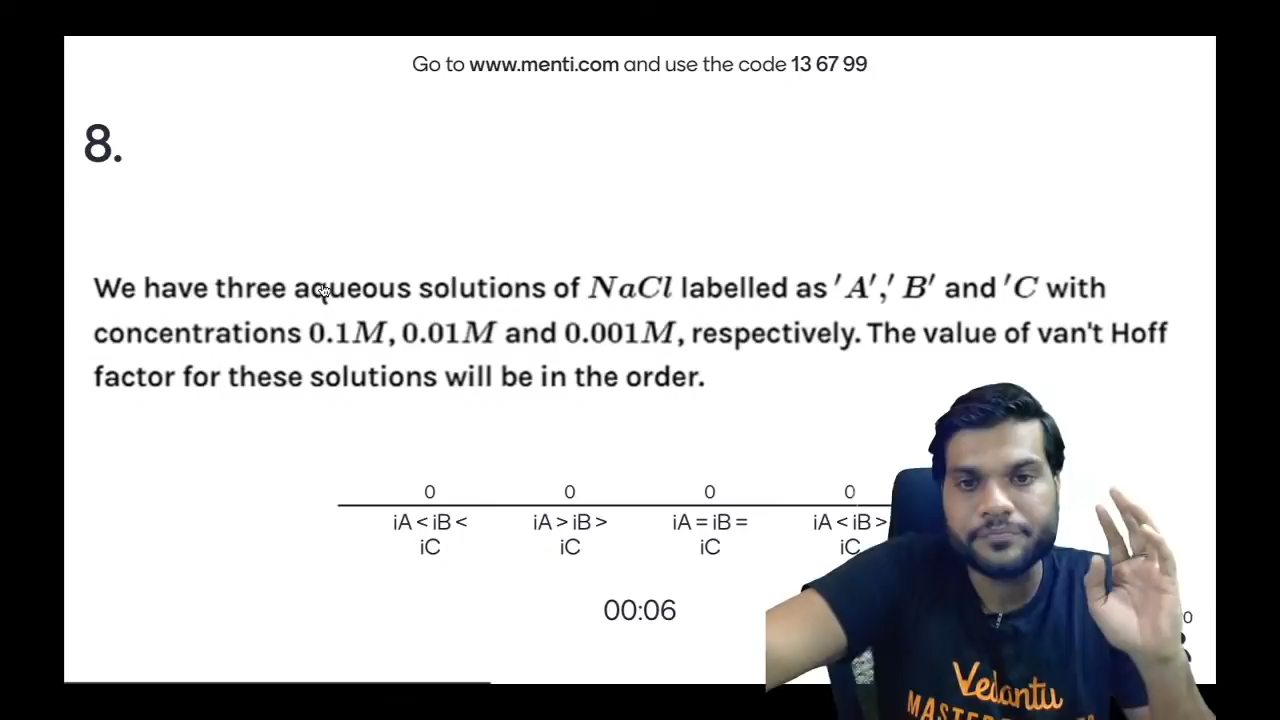 Go to www.menti.com and use the code 13 67 99
8.
We have three aqueous solutions of NaCl labelled as 'A',' B' and 'C with
concentrations 0.1M, 0.01M and 0.001M, respectively. The value of van't Hoff
factor for these solutions will be in the order.
0 0 0 0
iA < iB < iA > iB > iA = iB = iA < iB >
iC iC iC iC
00:06
0
Vedantu